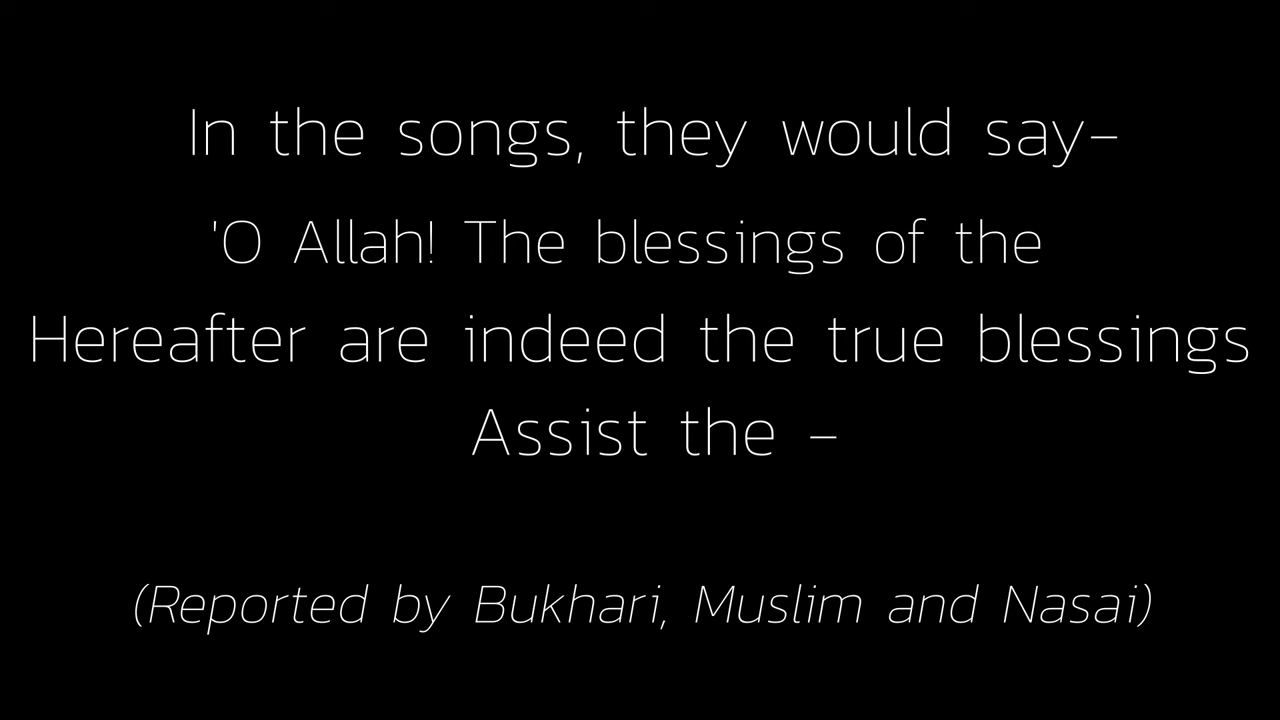 In the songs, they would say-
'O Allah! The blessings of the
Hereafter are indeed the true blessings
Assist the -
(Reported by Bukhari, Muslim and Nasai)